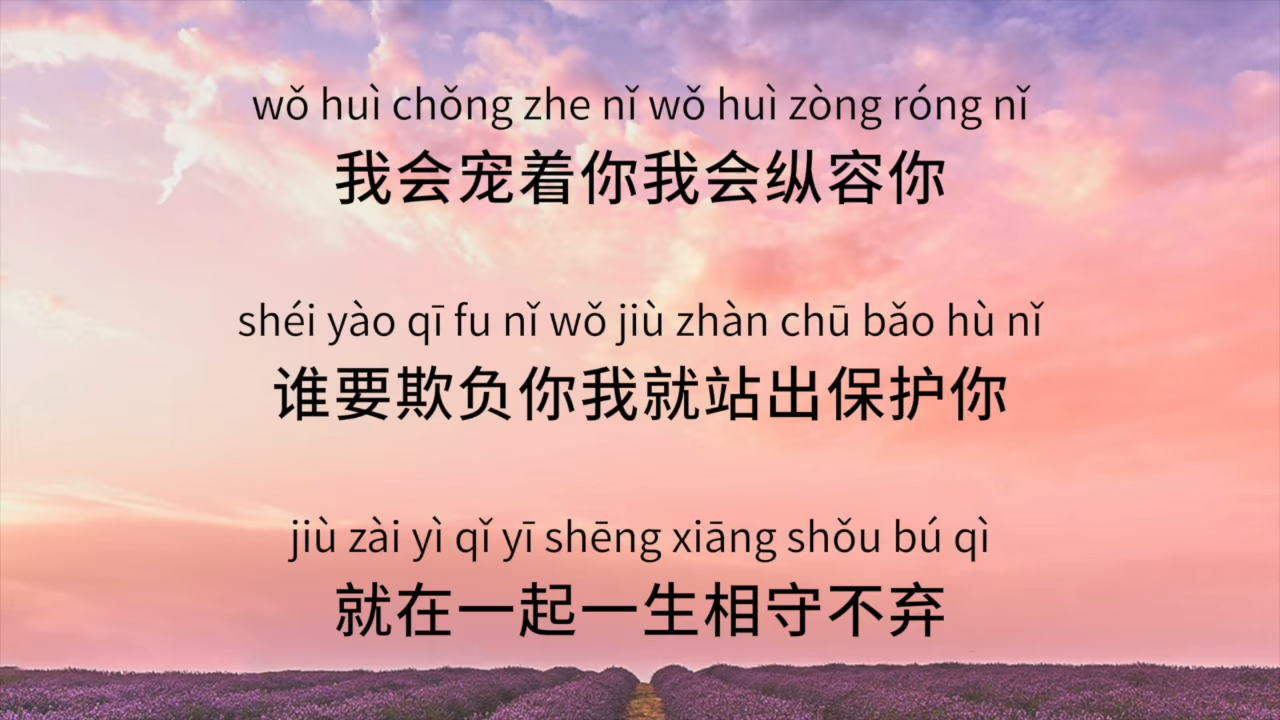 wǒ huì chǒng zhe nǐ wǒ huì zòng róng nǐ
我会宠着你我会纵容你
shéi yào qī fu nǐ wǒ jiù zhàn chū bǎo hù nǐ
谁要欺负你我就站出保护你
jiù zài yì qǐ yī shēng xiāng shǒu bú qì
就在一起一生相守不弃